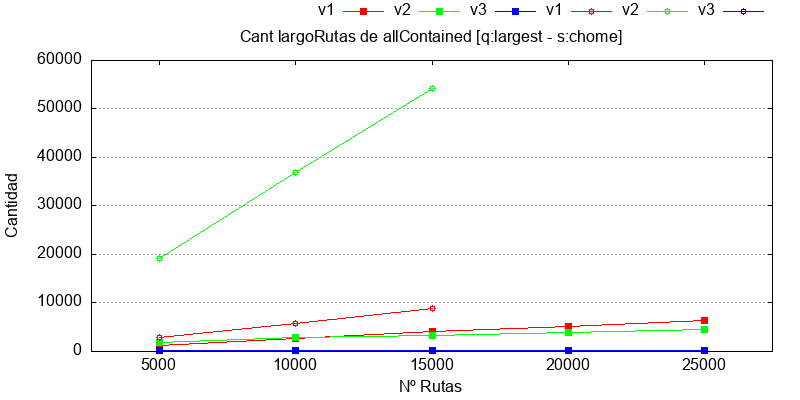 v1 v2 v3 v1 v2 v3
Cant largoRutas de allContained [q:largest - s:chome]
60000
50000
40000
30000
20000
10000
0
Cantidad
5000 10000 15000 20000 25000
Nº Rutas